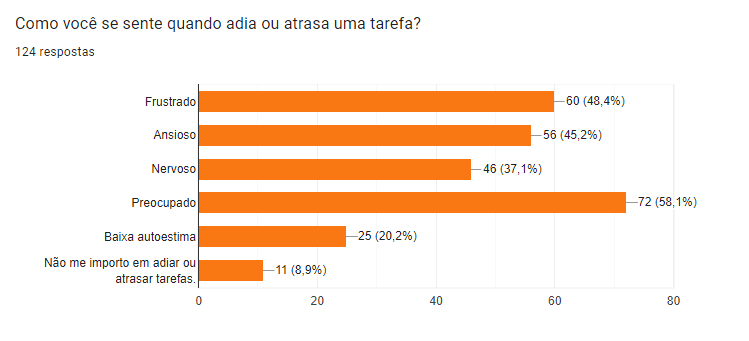 Como você se sente quando adia ou atrasa uma tarefa?
124 respostas
Frustrado
60 (48,4%)
Ansioso
56 (45,2%)
Nervoso
46 (37,1%)
Preocupado
72 (58,1%)
Baixa autoestima
25 (20,2%)
Não me importo em adiar ou
atrasar tarefas.
11 (8,9%)
0
20
40
60
80